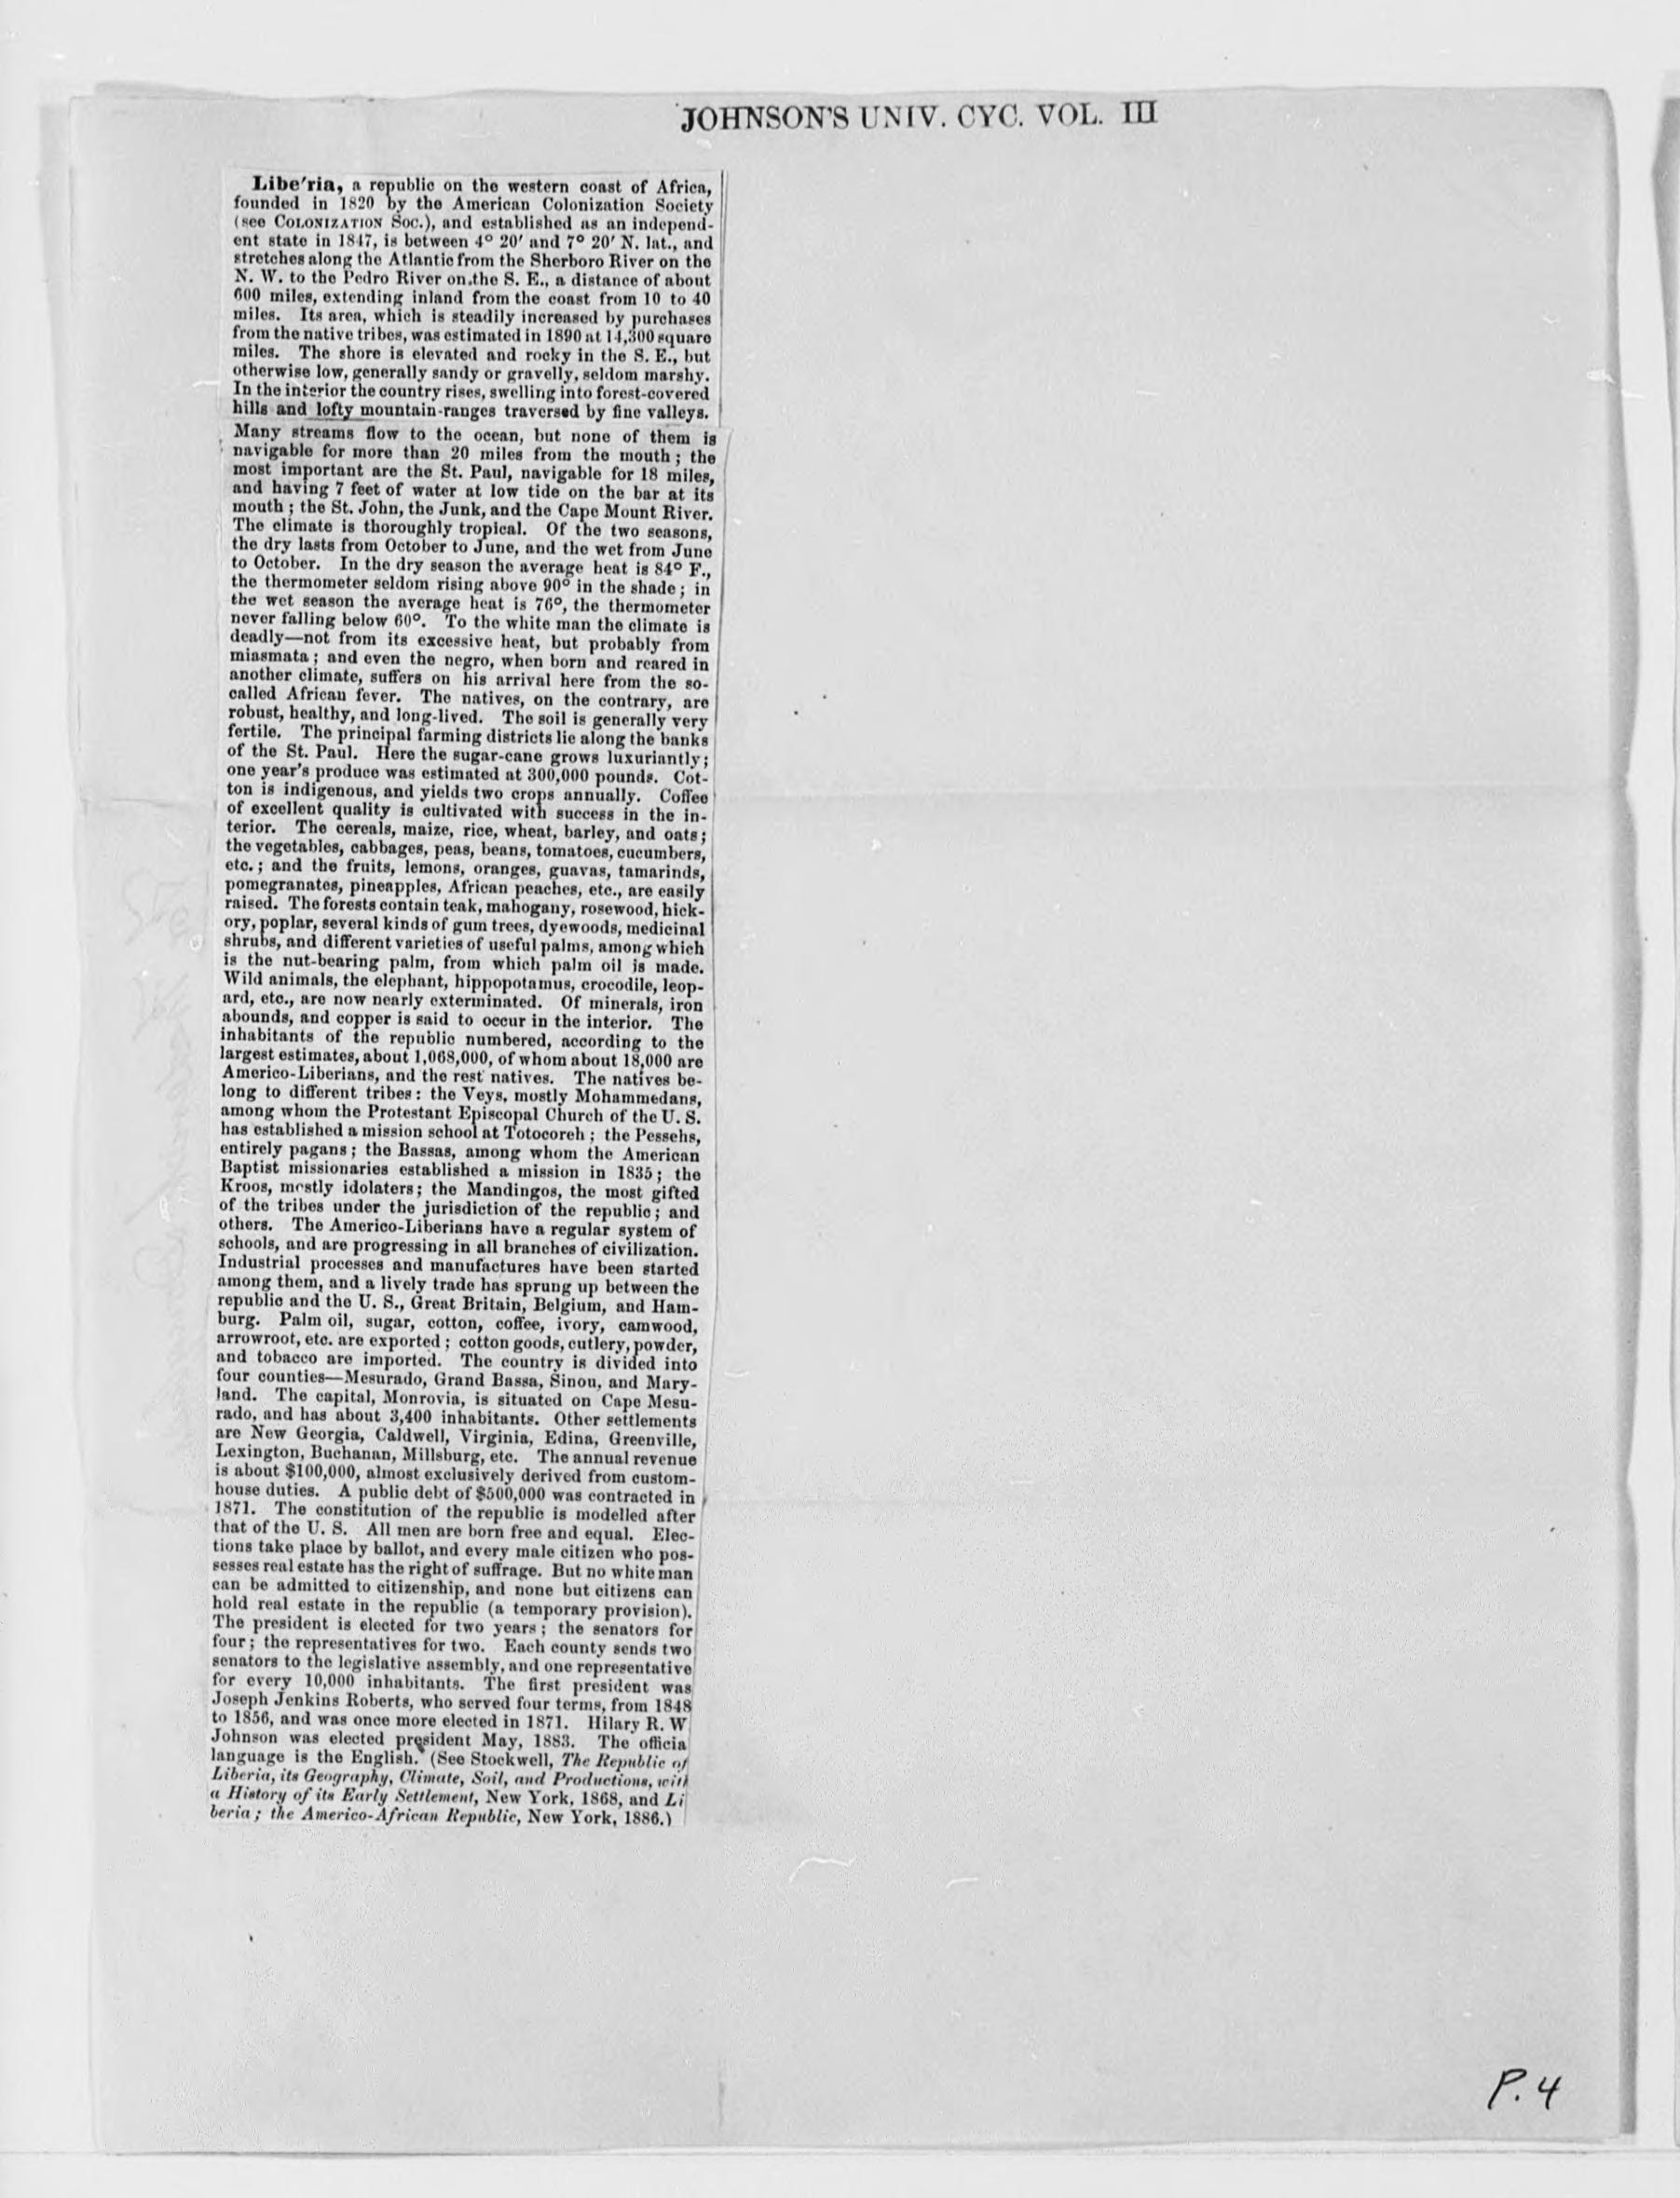 JOHNSON'S UNIV. CYC. VOL. III
Libe'ria, a republic on the western coast of Africa,
founded in 1820 by the American Colonization Society
(see COLONIZATION SOC.), and established as an independ-
ent state in 1847, is between 4° 20' and 7° 20' N. lat., and
stretches along the Atlantic from the Sherboro River on the
N. W. to the Pedro River on the S. E., a distance of about
600 miles, extending inland from the coast from 10 to 40
miles. Its area, which is steadily increased by purchases
from the native tribes, was estimated in 1890 at 14,300 square
miles. The shore is elevated and rocky in the S. E., but
otherwise low, generally sandy or gravelly, seldom marshy.
In the interior the country rises, swelling into forest-covered
hills and lofty mountain-ranges traversed by fine valleys.
Many streams flow to the ocean, but none of them is
navigable for more than 20 miles from the mouth; the
most important are the St. Paul, navigable for 18 miles,
and having 7 feet of water at low tide on the bar at its
mouth; the St. John, the Junk, and the Cape Mount River.
The climate is thoroughly tropical. Of the two seasons,
the dry lasts from October to June, and the wet from June
to October. In the dry season the average heat is 84° F.,
the thermometer seldom rising above 90° in the shade; in
the wet season the average heat is 76°, the thermometer
never falling below 60°. To the white man the climate is
deadly—not from its excessive heat, but probably from
miasmata; and even the negro, when born and reared in
another climate, suffers on his arrival here from the so-
called African fever. The natives, on the contrary, are
robust, healthy, and long-lived. The soil is generally very
fertile. The principal farming districts lie along the banks
of the St. Paul. Here the sugar-cane grows luxuriantly;
one year's produce was estimated at 300,000 pounds. Cot-
ton is indigenous, and yields two crops annually. Coffee
of excellent quality is cultivated with success in the in-
terior. The cereals, maize, rice, wheat, barley, and oats;
the vegetables, cabbages, peas, beans, tomatoes, cucumbers,
etc.; and the fruits, lemons, oranges, guavas, tamarinds,
pomegranates, pineapples, African peaches, etc., are easily
raised. The forests contain teak, mahogany, rosewood, hick-
ory, poplar, several kinds of gum trees, dyewoods, medicinal
shrubs, and different varieties of useful palms, among which
is the nut-bearing palm, from which palm oil is made.
Wild animals, the elephant, hippopotamus, crocodile, leop-
ard, etc., are now nearly exterminated. Of minerals, iron
abounds, and copper is said to occur in the interior. The
inhabitants of the republic numbered, according to the
largest estimates, about 1,068,000, of whom about 18,000 are
Americo-Liberians, and the rest natives. The natives be-
long to different tribes: the Veys, mostly Mohammedans,
among whom the Protestant Episcopal Church of the U. S.
has established a mission school at Totocoreh; the Pessehs,
entirely pagans; the Bassas, among whom the American
Baptist missionaries established a mission in 1835; the
Kroos, mostly idolaters; the Mandingos, the most gifted
of the tribes under the jurisdiction of the republic; and
others. The Americo-Liberians have a regular system of
schools, and are progressing in all branches of civilization.
Industrial processes and manufactures have been started
among them, and a lively trade has sprung up between the
republic and the U. S., Great Britain, Belgium, and Ham-
burg. Palm oil, sugar, cotton, coffee, ivory, camwood,
arrowroot, etc. are exported; cotton goods, cutlery, powder,
and tobacco are imported. The country is divided into
four counties—Mesurado, Grand Bassa, Sinou, and Mary-
land. The capital, Monrovia, is situated on Cape Mesu-
rado, and has about 3,400 inhabitants. Other settlements
are New Georgia, Caldwell, Virginia, Edina, Greenville,
Lexington, Buchanan, Millsburg, etc. The annual revenue
is about $100,000, almost exclusively derived from custom-
house duties. A public debt of $500,000 was contracted in
1871. The constitution of the republic is modelled after
that of the U. S. All men are born free and equal. Elec-
tions take place by ballot, and every male citizen who pos-
sesses real estate has the right of suffrage. But no white man
can be admitted to citizenship, and none but citizens can
hold real estate in the republic (a temporary provision).
The president is elected for two years; the senators for
four; the representatives for two. Each county sends two
senators to the legislative assembly, and one representative
for every 10,000 inhabitants. The first president was
Joseph Jenkins Roberts, who served four terms, from 1848
to 1856, and was once more elected in 1871. Hilary R. W
Johnson was elected president May, 1883. The officia
language is the English. (See Stockwell, The Republic of
Liberia, its Geography, Climate, Soil, and Productions, with
a History of its Early Settlement, New York, 1868, and Li
beria; the Americo-African Republic, New York, 1886.)
P.4